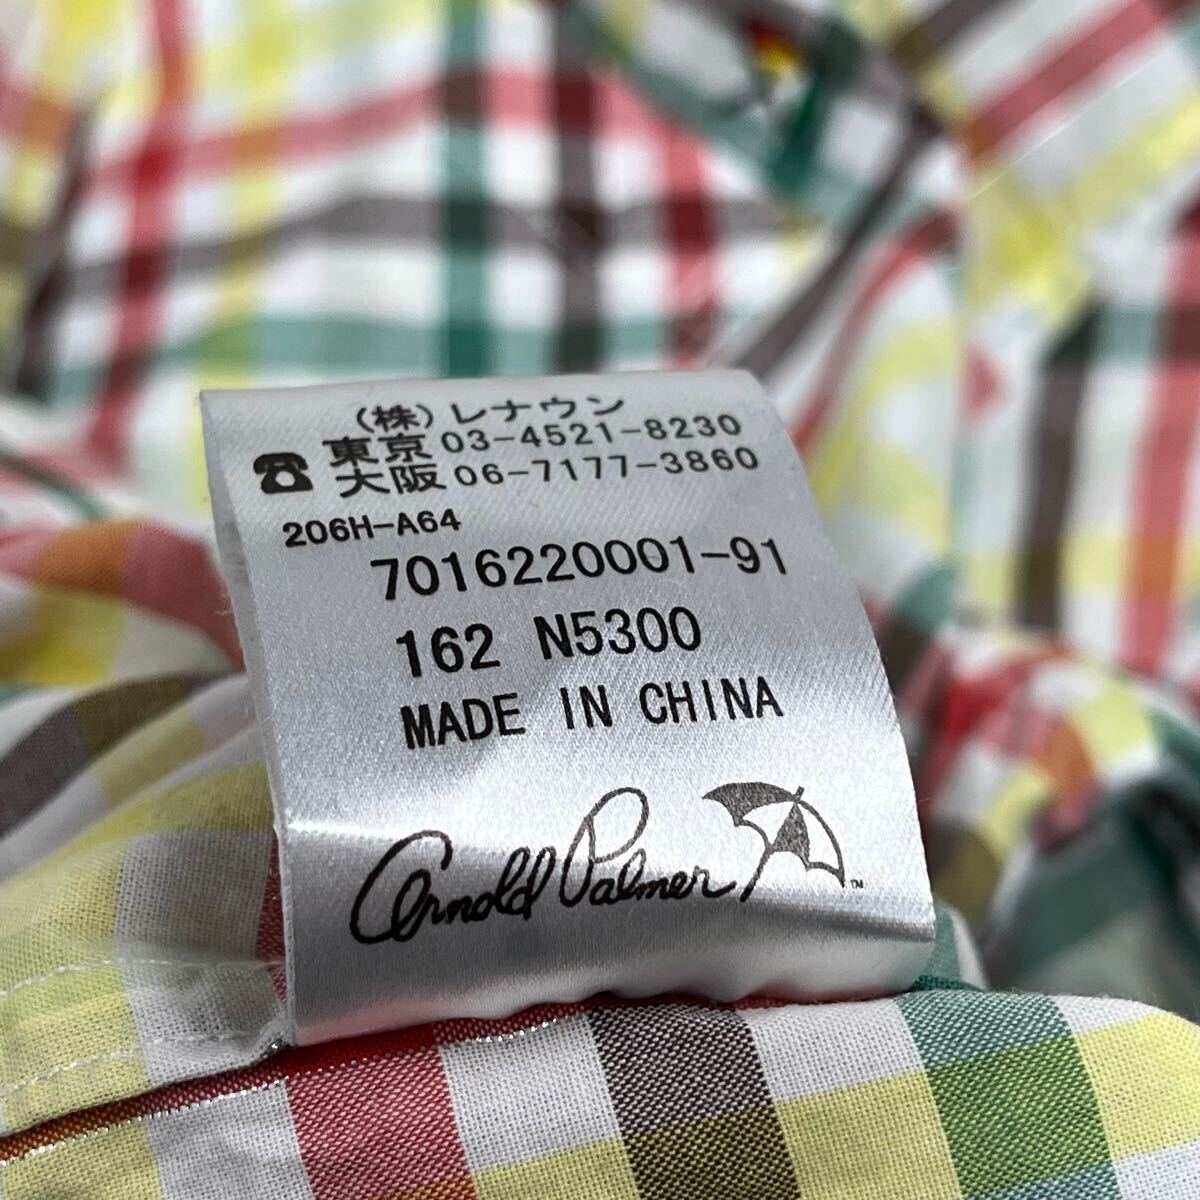 (株)レナウン
東京 03-4521-8230
大阪 06-7177-3860
206H-A64
7016220001-91
162 N5300
MADE IN CHINA
Arnold Palmer ™